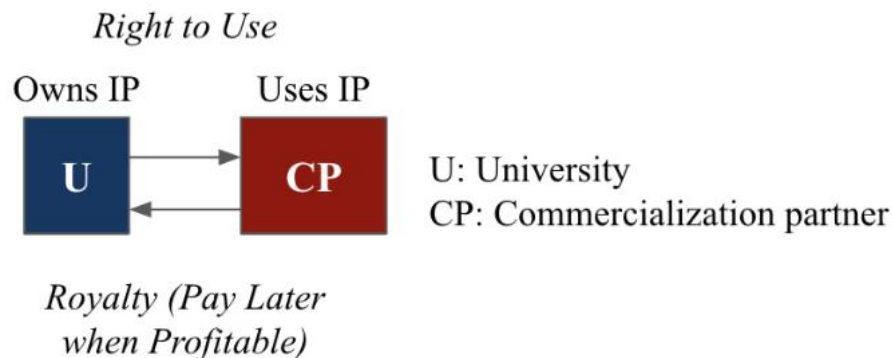 Right to Use
Owns IP
Uses IP
U
CP
U: University
CP: Commercialization partner
Royalty (Pay Later
when Profitable)